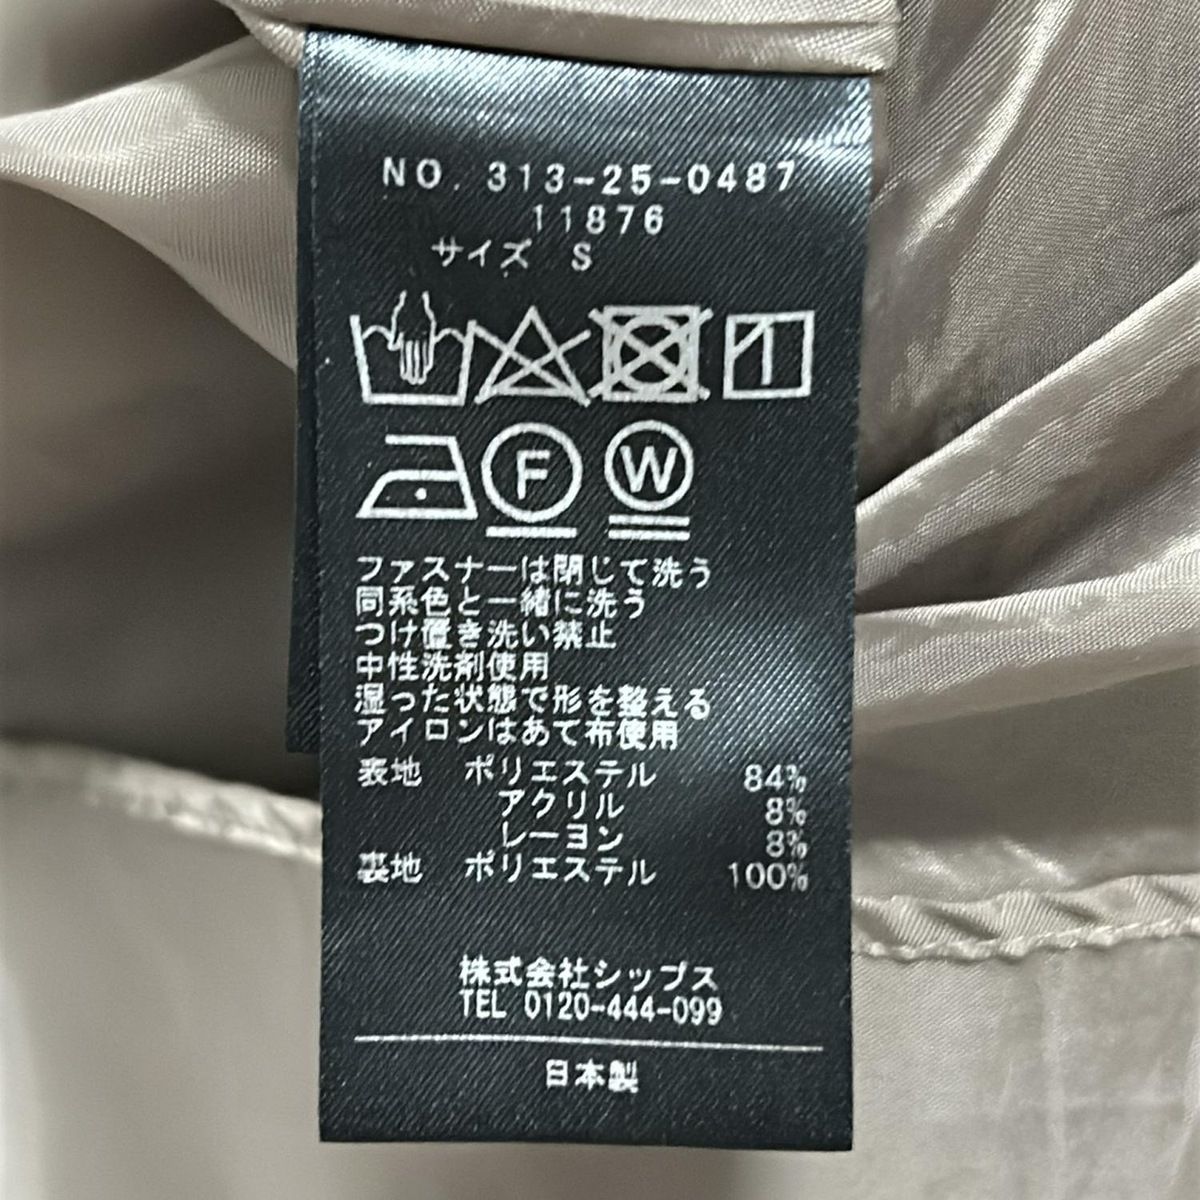 NO. 313-25-0487
11876
サイズ S
F W
ファスナーは閉じて洗う
同系色と一緒に洗う
つけ置き洗い禁止
中性洗剤使用
湿った状態で形を整える
アイロンはあて布使用
表地 ポリエステル 84%
アクリル 8%
レーヨン 8%
裏地 ポリエステル 100%
株式会社シップス
TEL 0120-444-099
日本製